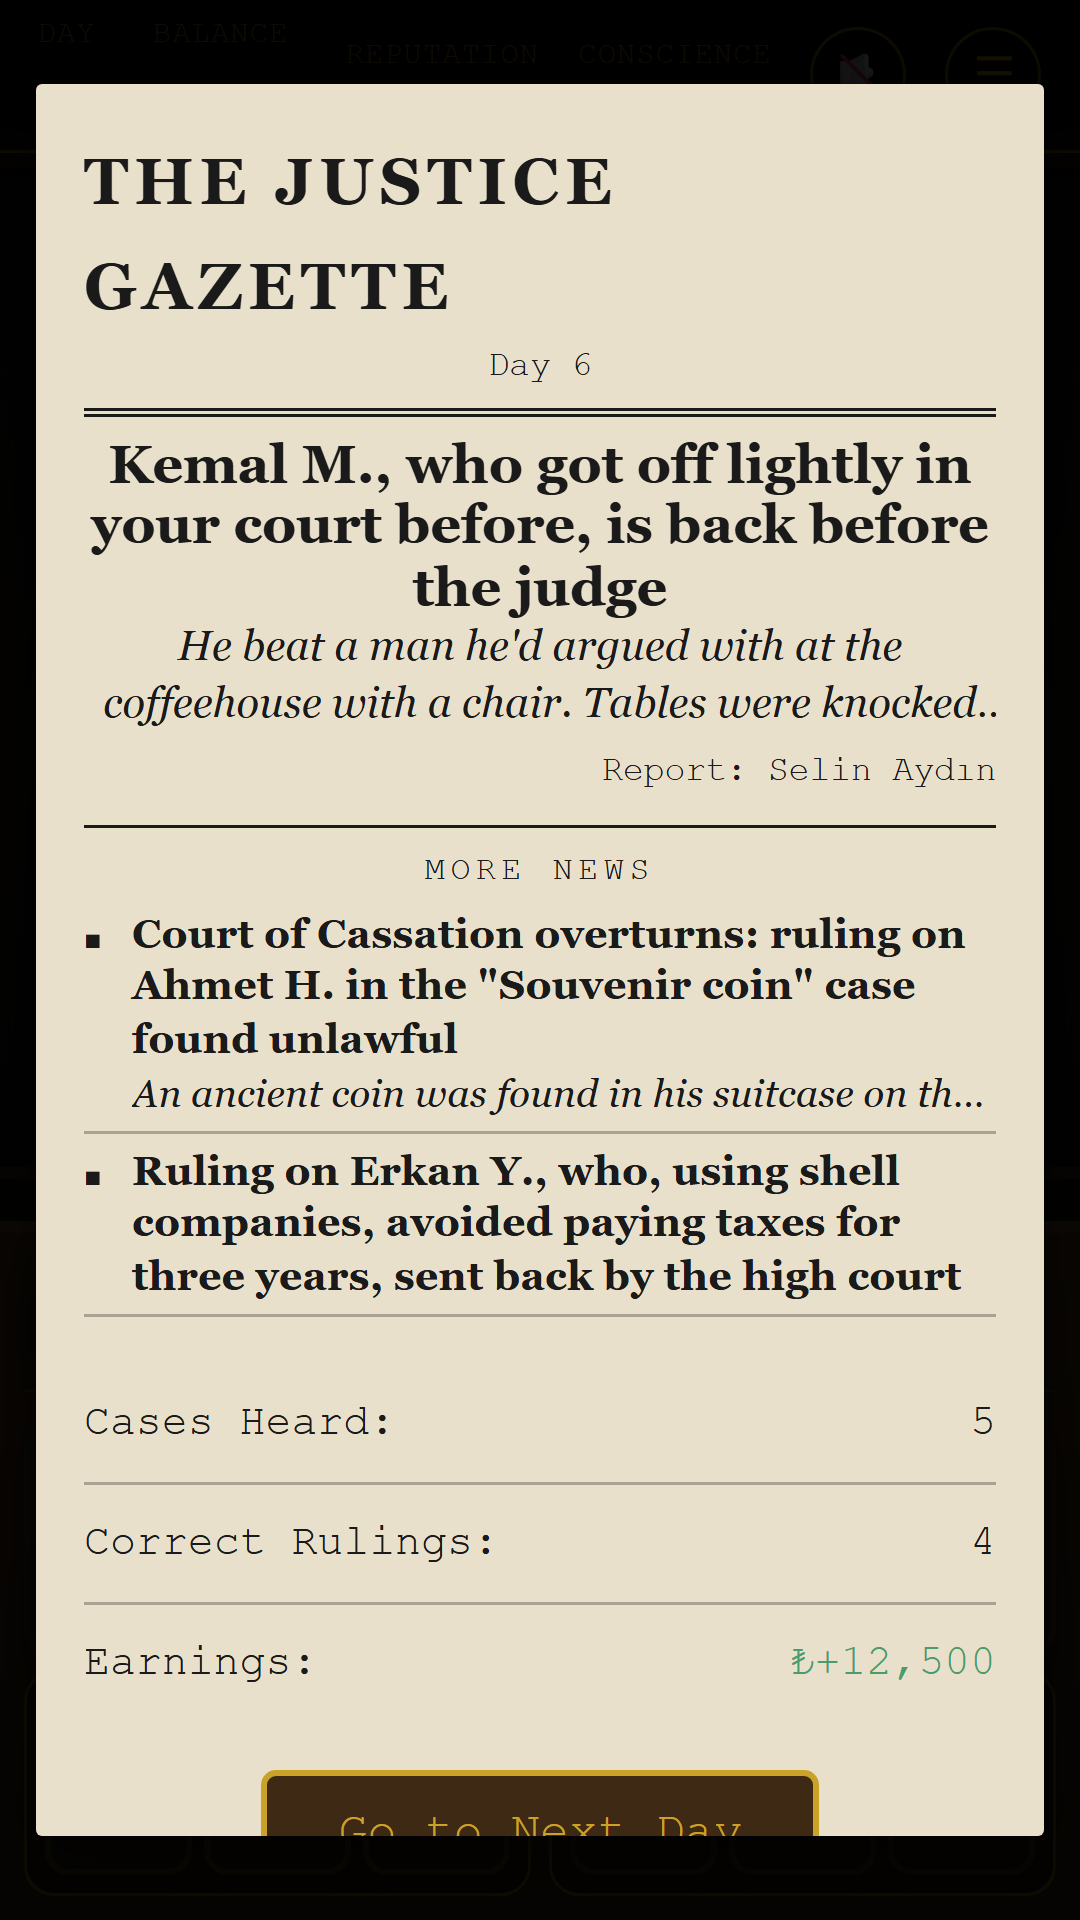 DAY BALANCE
REPUTATION CONSCIENCE
THE JUSTICE
GAZETTE
Day 6
Kemal M., who got off lightly in
your court before, is back before
the judge
He beat a man he'd argued with at the
coffeehouse with a chair. Tables were knocked..
Report: Selin Aydın
MORE NEWS
▪ Court of Cassation overturns: ruling on
Ahmet H. in the "Souvenir coin" case
found unlawful
An ancient coin was found in his suitcase on th...
▪ Ruling on Erkan Y., who, using shell
companies, avoided paying taxes for
three years, sent back by the high court
Cases Heard: 5
Correct Rulings: 4
Earnings: ₺+12,500
Go to Next Day